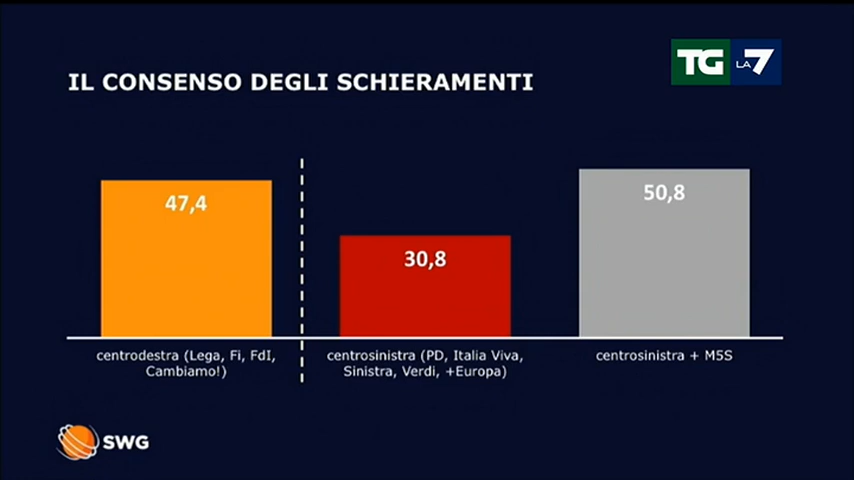 TG LA 7
IL CONSENSO DEGLI SCHIERAMENTI
47,4
30,8
50,8
centrodestra (Lega, Fi, FdI,
Cambiamo!)
centrosinistra (PD, Italia Viva,
Sinistra, Verdi, +Europa)
centrosinistra + M5S
SWG